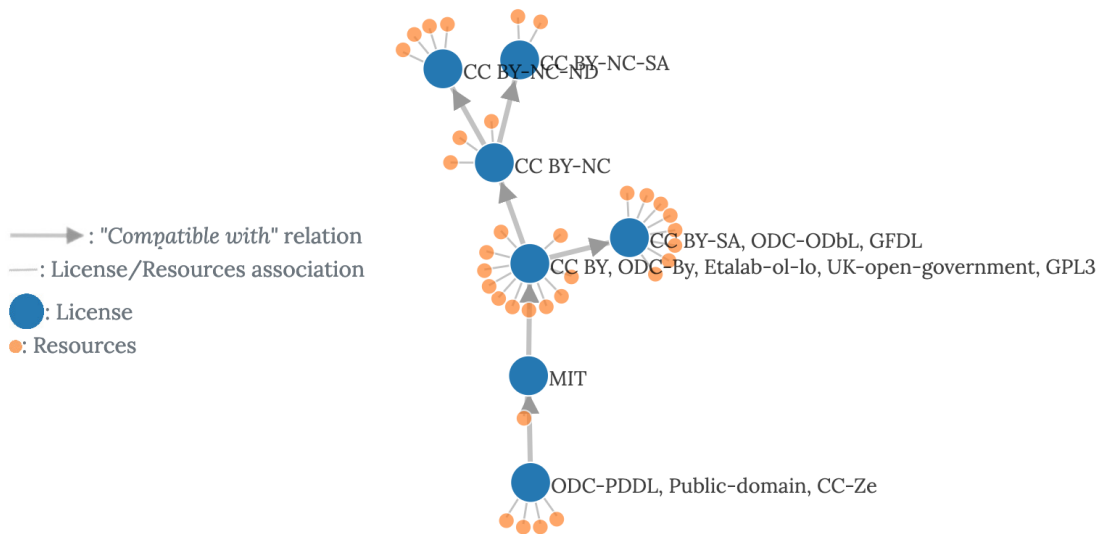 CC BY-NC-ND
CC BY-NC-SA
CC BY-NC
: "Compatible with" relation
CC BY-SA, ODC-ODbL, GFDL
: License/Resources association
CC BY, ODC-By, Etalab-ol-lo, UK-open-government, GPL3
: License
: Resources
MIT
ODC-PDDL, Public-domain, CC-Ze